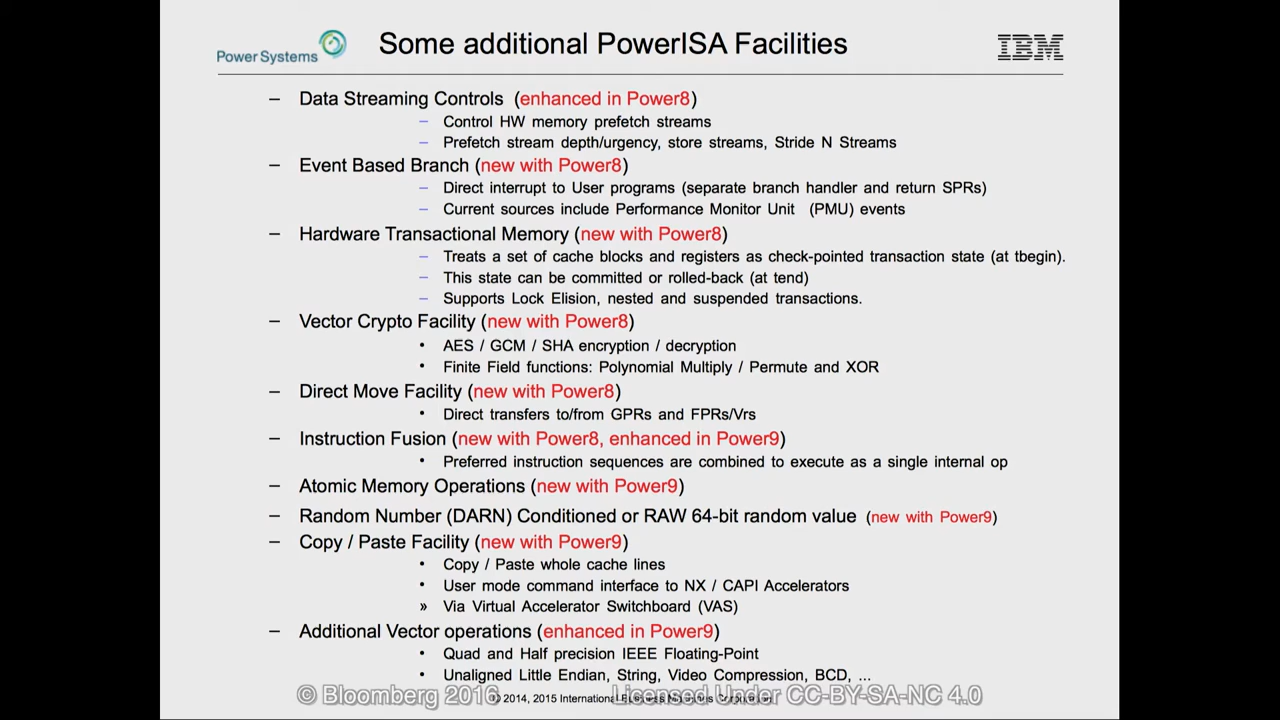 Power Systems
Some additional PowerISA Facilities
IBM
– Data Streaming Controls (enhanced in Power8)
– Control HW memory prefetch streams
– Prefetch stream depth/urgency, store streams, Stride N Streams
– Event Based Branch (new with Power8)
– Direct interrupt to User programs (separate branch handler and return SPRs)
– Current sources include Performance Monitor Unit (PMU) events
– Hardware Transactional Memory (new with Power8)
– Treats a set of cache blocks and registers as check-pointed transaction state (at tbegin).
– This state can be committed or rolled-back (at tend)
– Supports Lock Elision, nested and suspended transactions.
– Vector Crypto Facility (new with Power8)
• AES / GCM / SHA encryption / decryption
• Finite Field functions: Polynomial Multiply / Permute and XOR
– Direct Move Facility (new with Power8)
• Direct transfers to/from GPRs and FPRs/Vrs
– Instruction Fusion (new with Power8, enhanced in Power9)
• Preferred instruction sequences are combined to execute as a single internal op
– Atomic Memory Operations (new with Power9)
– Random Number (DARN) Conditioned or RAW 64-bit random value (new with Power9)
– Copy / Paste Facility (new with Power9)
• Copy / Paste whole cache lines
• User mode command interface to NX / CAPI Accelerators
» Via Virtual Accelerator Switchboard (VAS)
– Additional Vector operations (enhanced in Power9)
• Quad and Half precision IEEE Floating-Point
• Unaligned Little Endian, String, Video Compression, BCD, ...
© 2014, 2015 International Business Machines Corporation
© Bloomberg 2016 Licensed Under CC-BY-SA-NC 4.0